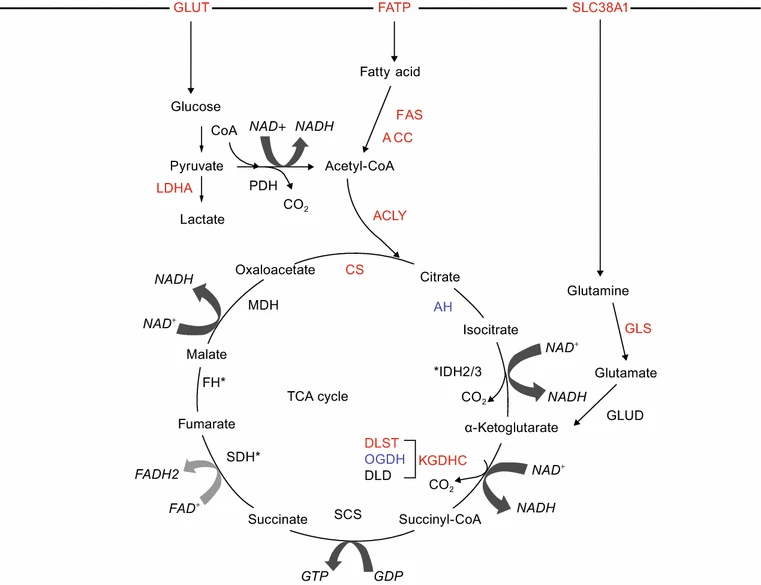 GLUT FATP SLC38A1
Fatty acid
Glucose
FAS
CoA NAD+ NADH
A CC
Pyruvate Acetyl-CoA
LDHA PDH
CO2
Lactate ACLY
Oxaloacetate CS Citrate
NADH
Glutamine
MDH AH
NAD+
Isocitrate GLS
Malate NAD+
FH* *IDH2/3 Glutamate
TCA cycle CO2 NADH
GLUD
Fumarate α-Ketoglutarate
DLST
SDH* OGDH KGDHC
FADH2 DLD NAD+
CO2
FAD+ NADH
Succinate SCS Succinyl-CoA
GTP GDP